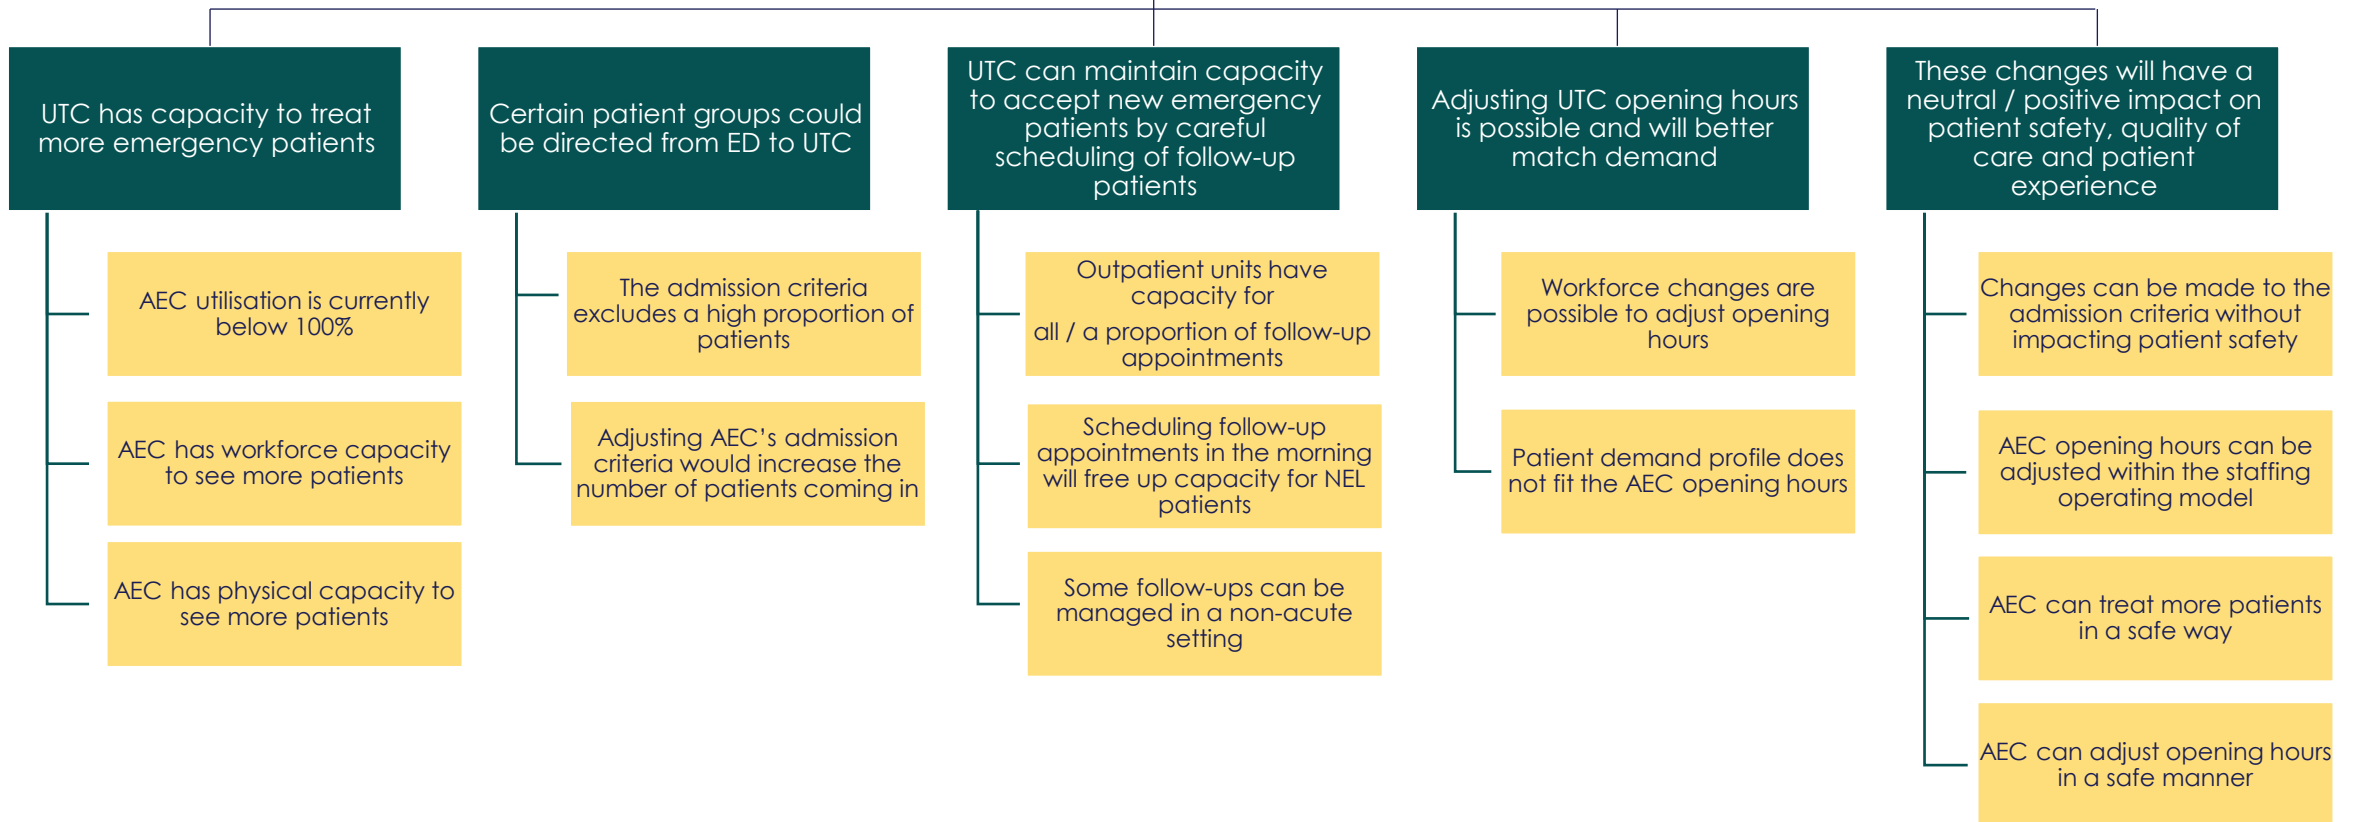 UTC has capacity to treat
more emergency patients
AEC utilisation is currently
below 100%
AEC has workforce capacity
to see more patients
AEC has physical capacity to
see more patients
Certain patient groups could
be directed from ED to UTC
The admission criteria
excludes a high proportion of
patients
Adjusting AEC’s admission
criteria would increase the
number of patients coming in
UTC can maintain capacity
to accept new emergency
patients by careful
scheduling of follow-up
patients
Outpatient units have
capacity for
all / a proportion of follow-up
appointments
Scheduling follow-up
appointments in the morning
will free up capacity for NEL
patients
Some follow-ups can be
managed in a non-acute
setting
Adjusting UTC opening hours
is possible and will better
match demand
Workforce changes are
possible to adjust opening
hours
Patient demand profile does
not fit the AEC opening hours
These changes will have a
neutral / positive impact on
patient safety, quality of
care and patient
experience
Changes can be made to the
admission criteria without
impacting patient safety
AEC opening hours can be
adjusted within the staffing
operating model
AEC can treat more patients
in a safe way
AEC can adjust opening hours
in a safe manner